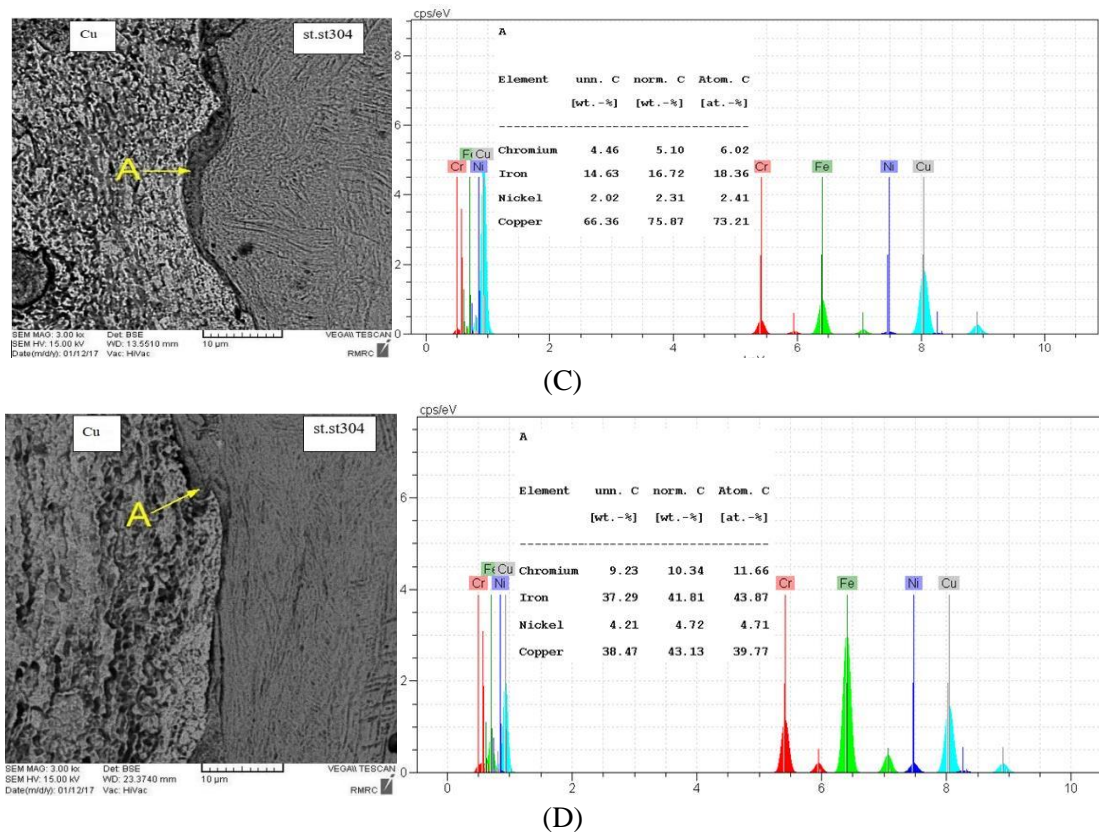 Cu
st.st304
A
SEM MAG: 3.00 kx Det: BSE
SEM HV: 15.00 kV WD: 13.5510 mm
Date(m/d/y): 01/12/17 Vac: HiVac
10 µm
VEGA\\ TESCAN
RMRC
cps/eV
8
6
4
2
0
A
Element unn. C norm. C Atom. C
[wt.-%] [wt.-%] [at.-%]
Chromium 4.46 5.10 6.02
Iron 14.63 16.72 18.36
Nickel 2.02 2.31 2.41
Copper 66.36 75.87 73.21
Cr Ni Cu
Cr Fe Ni Cu
0 2 4 6 8 10
(C)
Cu
st.st304
A
SEM MAG: 3.00 kx Det: BSE
SEM HV: 15.00 kV WD: 23.3740 mm
Date(m/d/y): 01/12/17 Vac: HiVac
10 µm
VEGA\\ TESCAN
RMRC
cps/eV
6
4
2
0
A
Element unn. C norm. C Atom. C
[wt.-%] [wt.-%] [at.-%]
Chromium 9.23 10.34 11.66
Iron 37.29 41.81 43.87
Nickel 4.21 4.72 4.71
Copper 38.47 43.13 39.77
Cr Ni Cu
Cr Fe Ni Cu
0 2 4 6 8 10
(D)